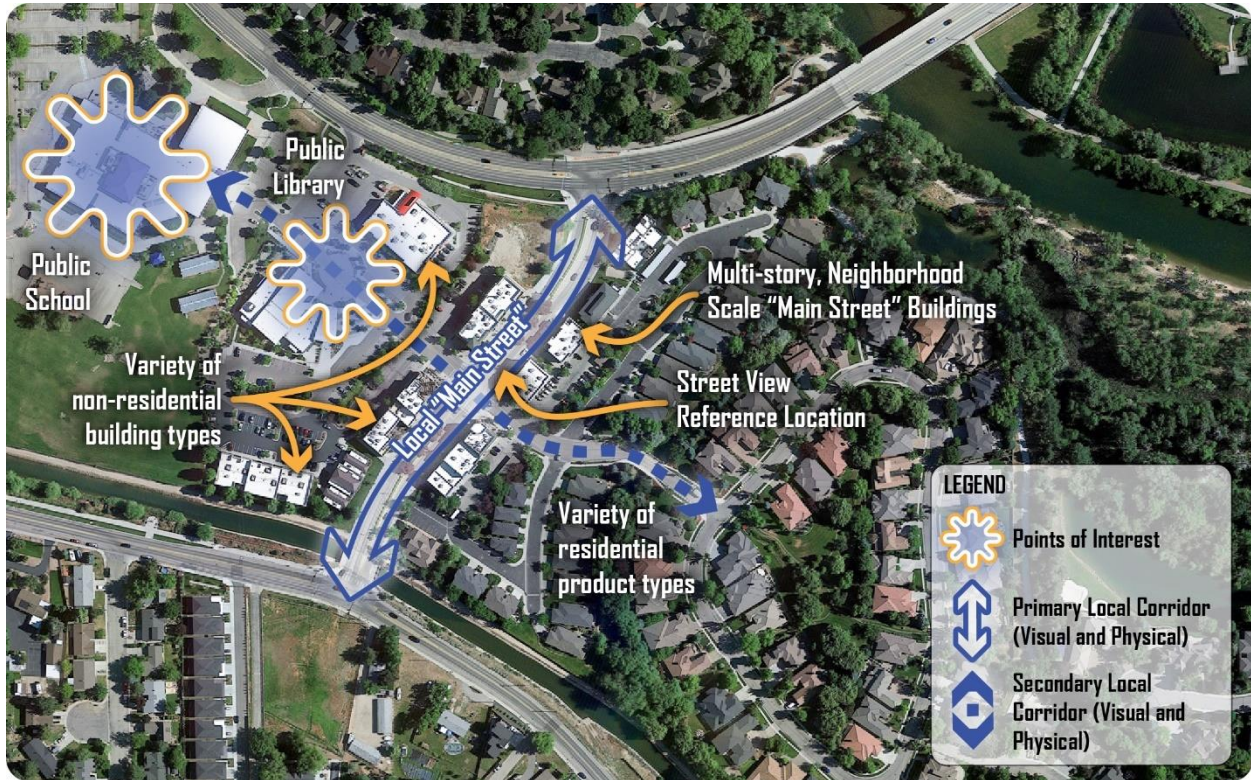 Public
Library
Public
School
Variety of
non-residential
building types
Local "Main Street"
Multi-story, Neighborhood
Scale "Main Street" Buildings
Street View
Reference Location
Variety of
residential
product types
LEGEND
Points of Interest
Primary Local Corridor
(Visual and Physical)
Secondary Local
Corridor (Visual and
Physical)